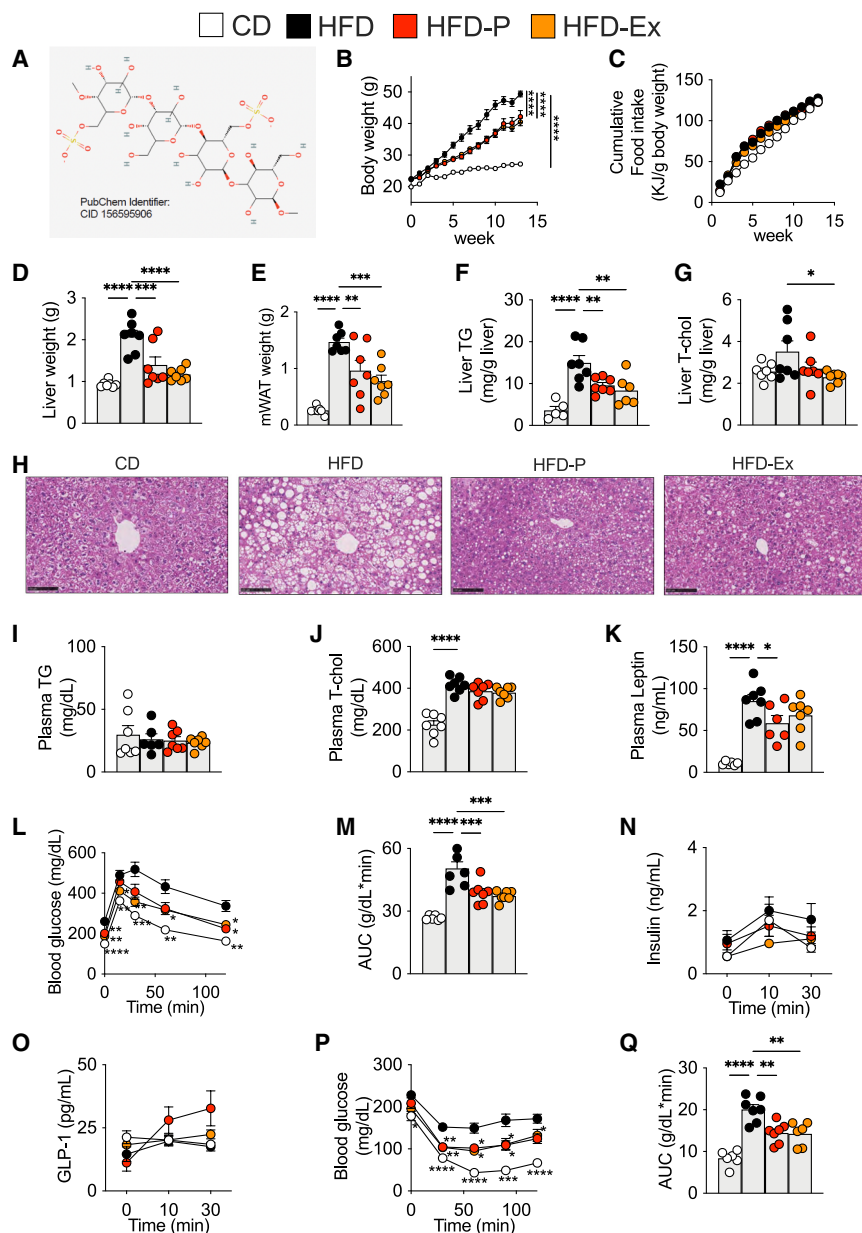 CD HFD HFD-P HFD-Ex
A
PubChem Identifier:
CID 156595906
B
Body weight (g)
50
40
30
20
0 5 10 15
week
****
****
****
C
Cumulative
Food intake
(KJ/g body weight)
150
100
50
0
0 5 10 15
week
D
Liver weight (g)
3
2
1
0
**** ***
****
E
mWAT weight (g)
2
1
0
**** **
***
F
Liver TG
(mg/g liver)
30
20
10
0
**** **
**
G
Liver T-chol
(mg/g liver)
6
4
2
0
*
H
CD HFD HFD-P HFD-Ex
I
Plasma TG
(mg/dL)
100
50
0
J
Plasma T-chol
(mg/dL)
600
400
200
0
****
K
Plasma Leptin
(ng/mL)
150
100
50
0
**** *
L
Blood glucose (mg/dL)
600
400
200
0
0 50 100
Time (min)
M
AUC (g/dL*min)
60
30
0
**** ***
***
N
Insulin (ng/mL)
4
2
0
0 10 30
Time (min)
O
GLP-1 (pg/mL)
50
25
0
0 10 30
Time (min)
P
Blood glucose
mg/dL)
300
200
100
0
0 50 100
Time (min)
Q
AUC (g/dL*min)
30
20
10
0
**** **
**